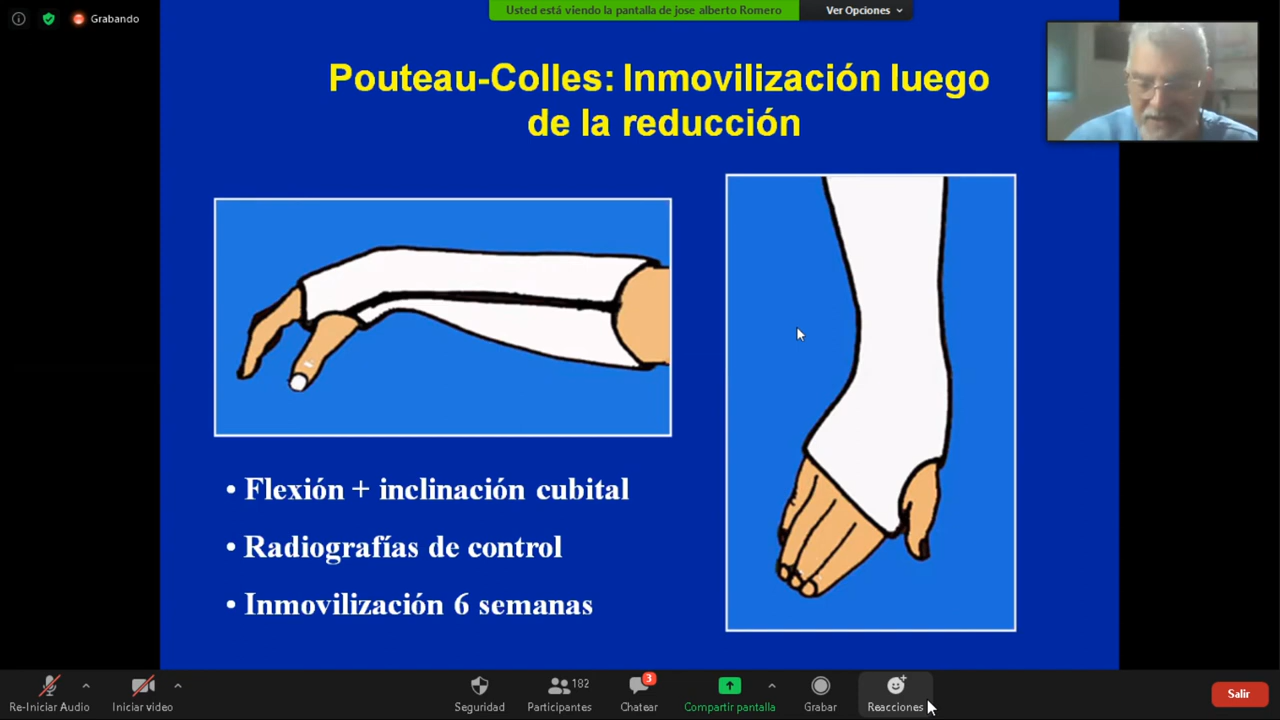 Grabando
Usted está viendo la pantalla de jose alberto Romero
Ver Opciones
Pouteau-Colles: Inmovilización luego
de la reducción
• Flexión + inclinación cubital
• Radiografías de control
• Inmovilización 6 semanas
Re-Iniciar Audio
Iniciar video
Seguridad
182
Participantes
3
Chatear
Compartir pantalla
Grabar
Reacciones
Salir